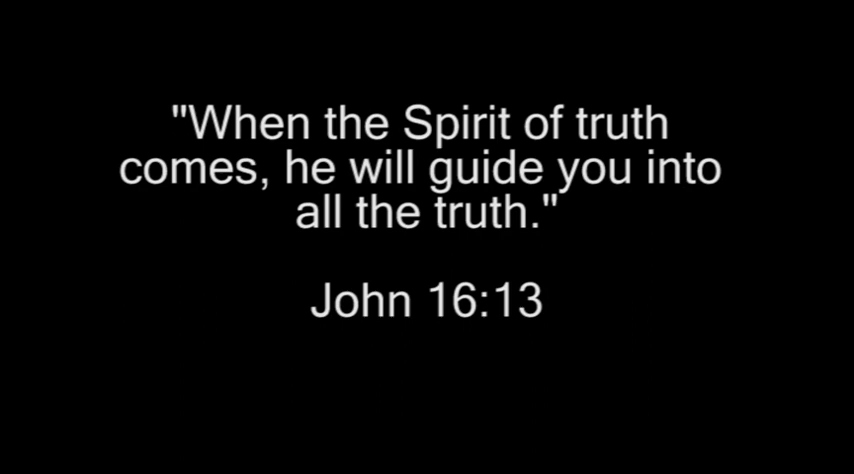 "When the Spirit of truth
comes, he will guide you into
all the truth."
John 16:13